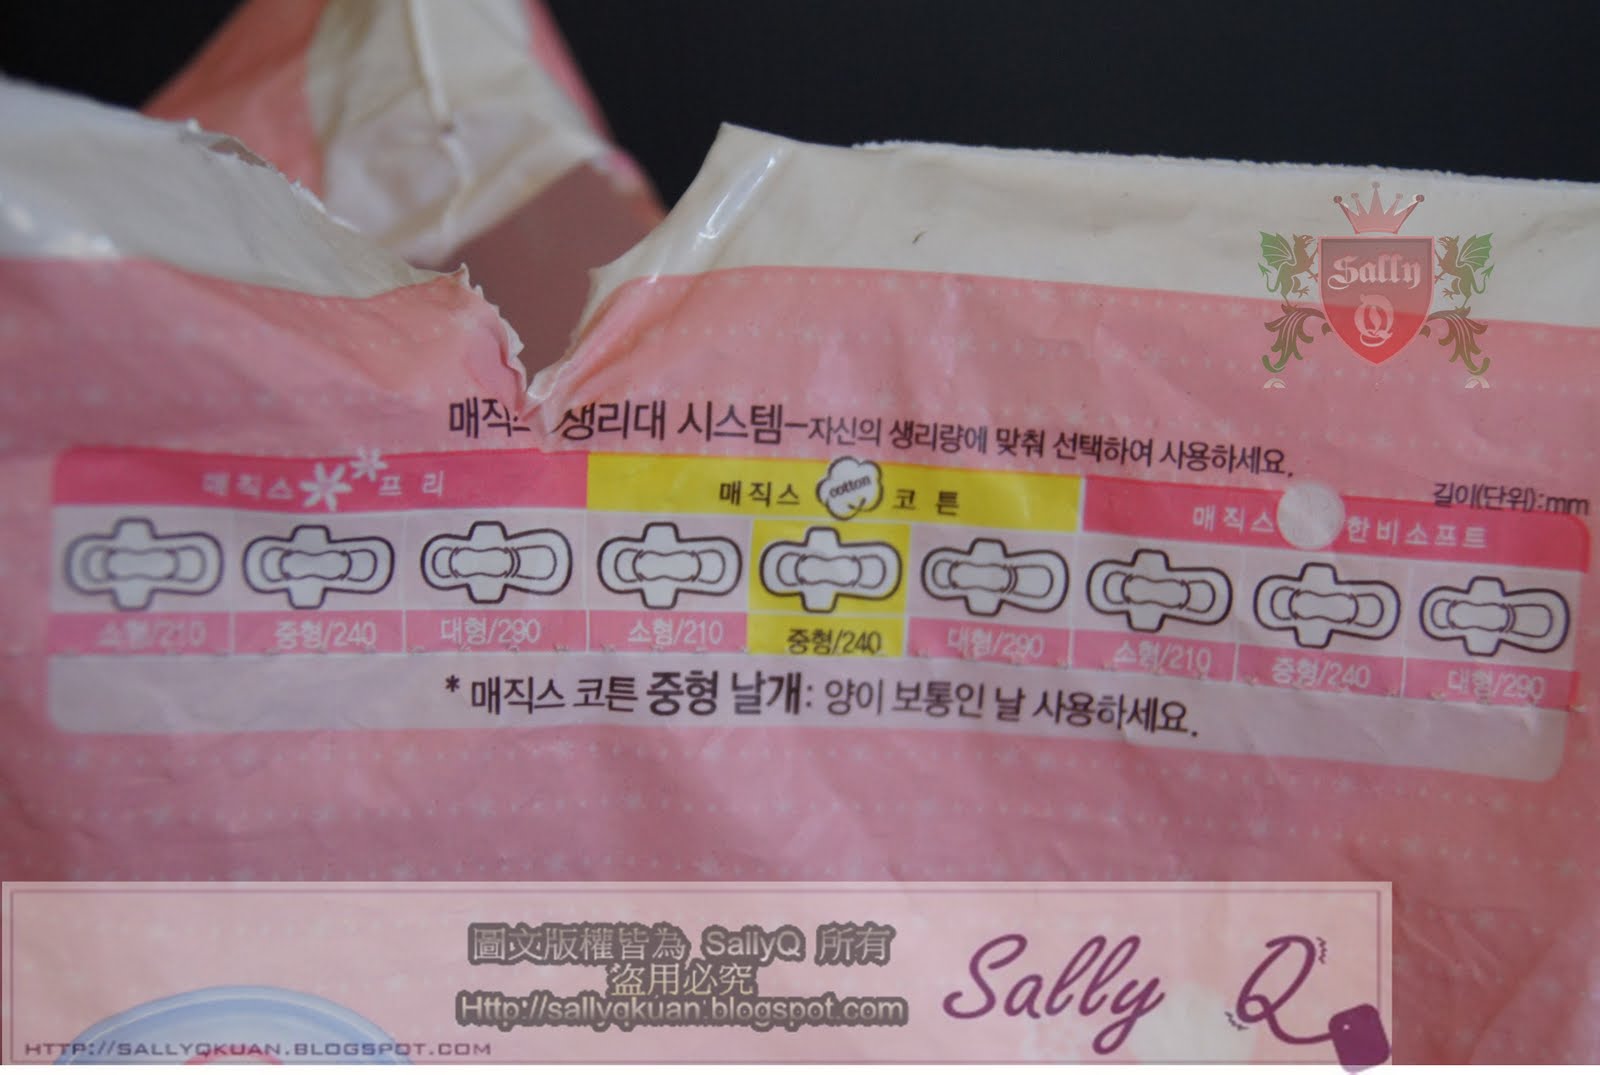 Sally
Q
매직스 생리대 시스템-자신의 생리량에 맞춰 선택하여 사용하세요.
길이(단위):mm
매직스 프리 매직스 cotton 코튼 매직스 한비소프트
소형/210 중형/240 대형/290 소형/210 중형/240 대형/290 소형/210 중형/240 대형/290
* 매직스 코튼 중형 날개: 양이 보통인 날 사용하세요.
圖文版權皆為 SallyQ 所有
盜用必究
Http://sallyqkuan.blogspot.com
Sally Q
HTTP://SALLYQKUAN.BLOGSPOT.COM